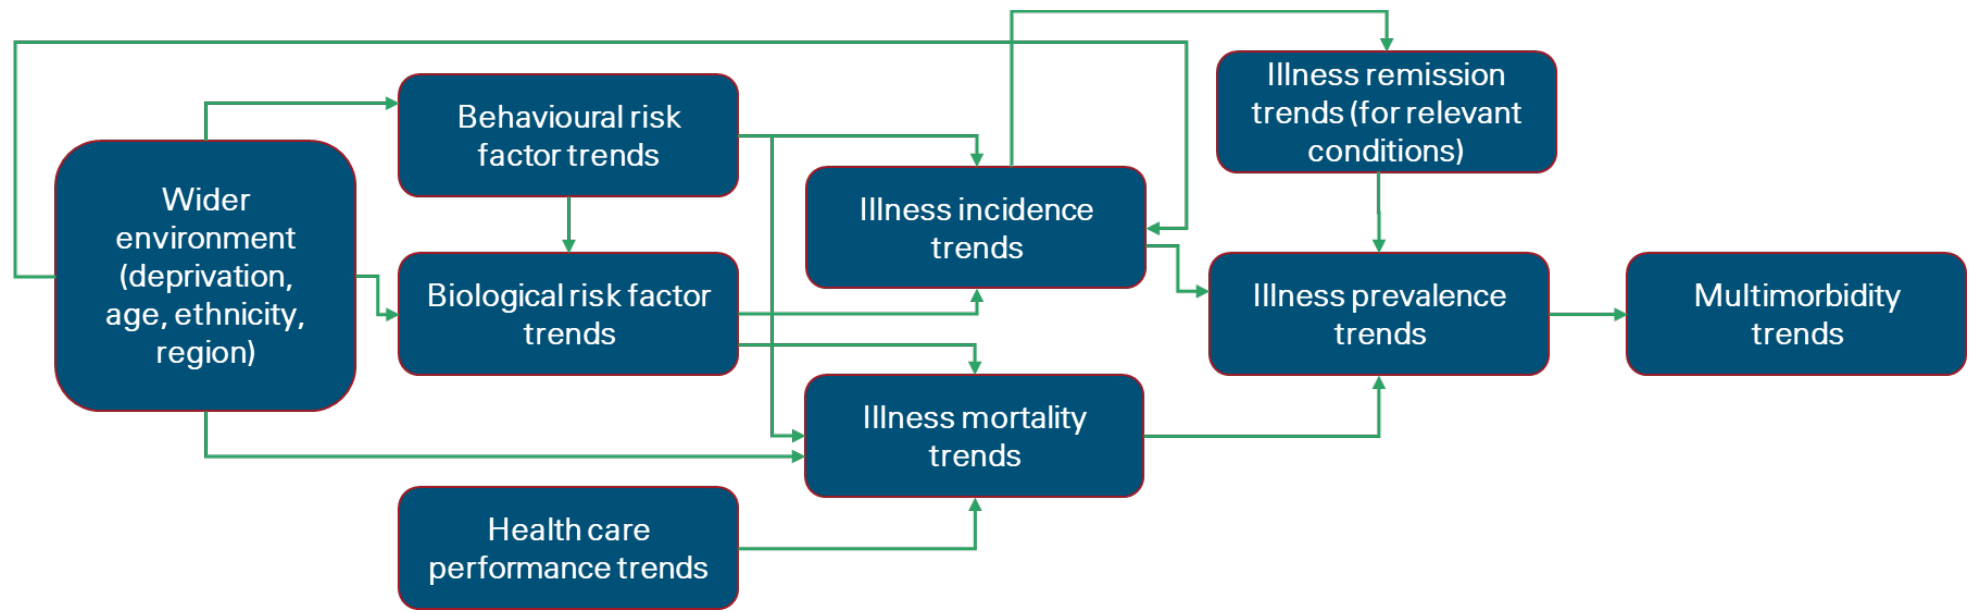 Wider
environment
(deprivation,
age, ethnicity,
region)
Behavioural risk
factor trends
Biological risk factor
trends
Health care
performance trends
Illness incidence
trends
Illness mortality
trends
Illness remission
trends (for relevant
conditions)
Illness prevalence
trends
Multimorbidity
trends